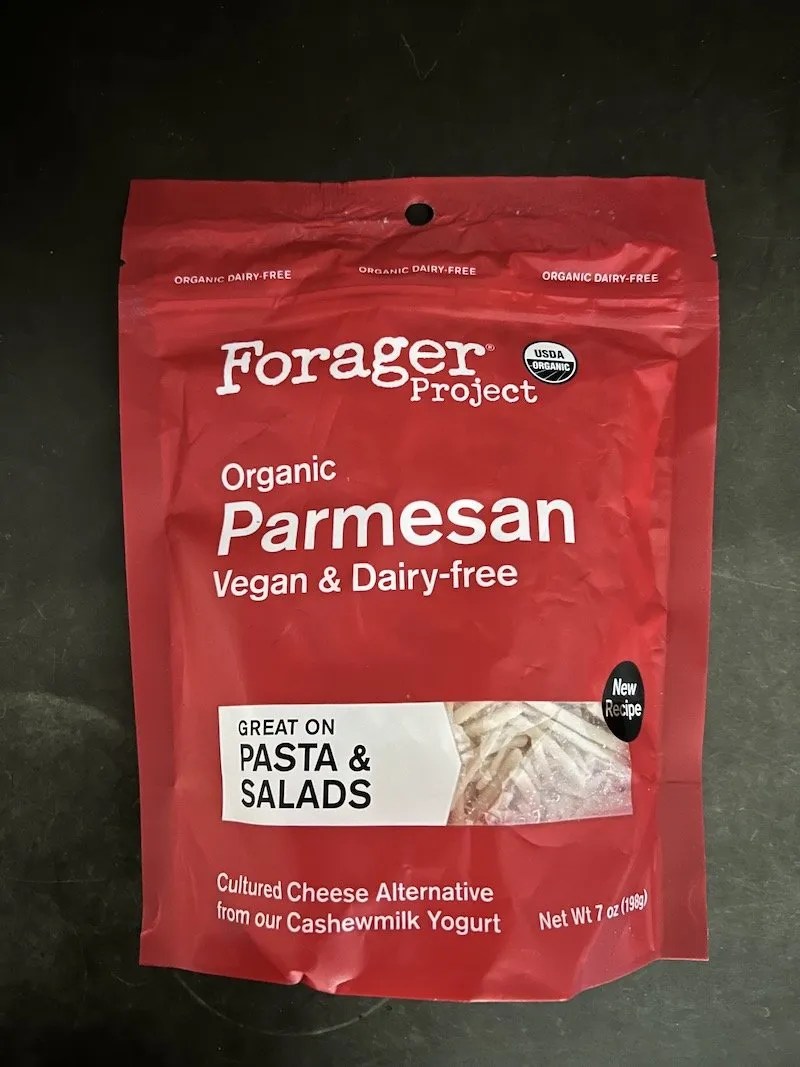 ORGANIC DAIRY-FREE ORGANIC DAIRY-FREE ORGANIC DAIRY-FREE
Forager®
Project
USDA
ORGANIC
Organic
Parmesan
Vegan & Dairy-free
New
Recipe
GREAT ON
PASTA &
SALADS
Cultured Cheese Alternative
from our Cashewmilk Yogurt
Net Wt 7 oz (198g)